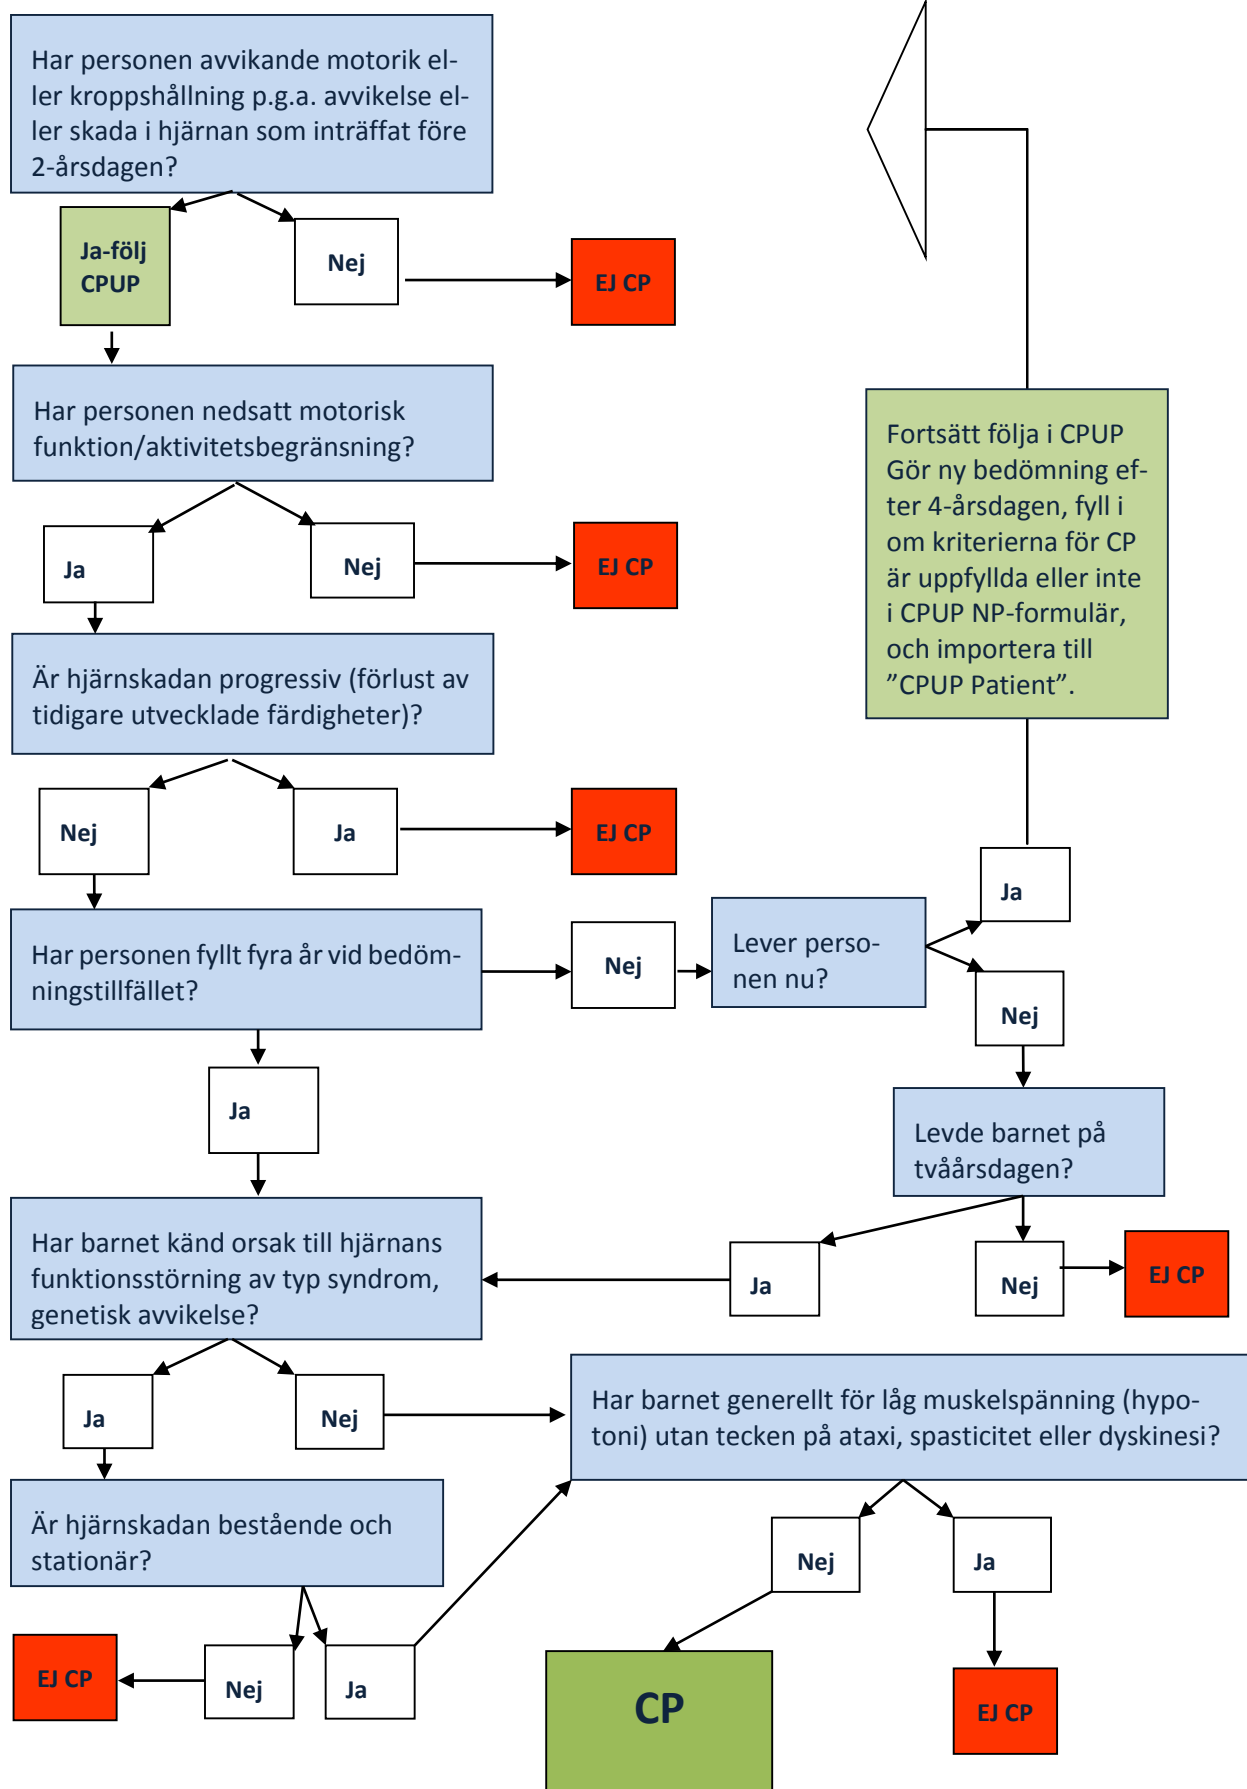 Har personen avvikande motorik el-
ler kroppshållning p.g.a. avvikelse el-
ler skada i hjärnan som inträffat före
2-årsdagen?
Ja-följ
CPUP
Nej
EJ CP
Har personen nedsatt motorisk
funktion/aktivitetsbegränsning?
Ja
Nej
EJ CP
Är hjärnskadan progressiv (förlust av
tidigare utvecklade färdigheter)?
Nej
Ja
EJ CP
Har personen fyllt fyra år vid bedöm-
ningstillfället?
Nej
Lever perso-
nen nu?
Ja
Fortsätt följa i CPUP
Gör ny bedömning ef-
ter 4-årsdagen, fyll i
om kriterierna för CP
är uppfyllda eller inte
i CPUP NP-formulär,
och importera till
”CPUP Patient”.
Nej
Levde barnet på
tvåårsdagen?
Ja
Nej
EJ CP
Ja
Har barnet känd orsak till hjärnans
funktionsstörning av typ syndrom,
genetisk avvikelse?
Ja
Nej
Har barnet generellt för låg muskelspänning (hypo-
toni) utan tecken på ataxi, spasticitet eller dyskinesi?
Är hjärnskadan bestående och
stationär?
EJ CP
Nej
Ja
Nej
Ja
CP
EJ CP